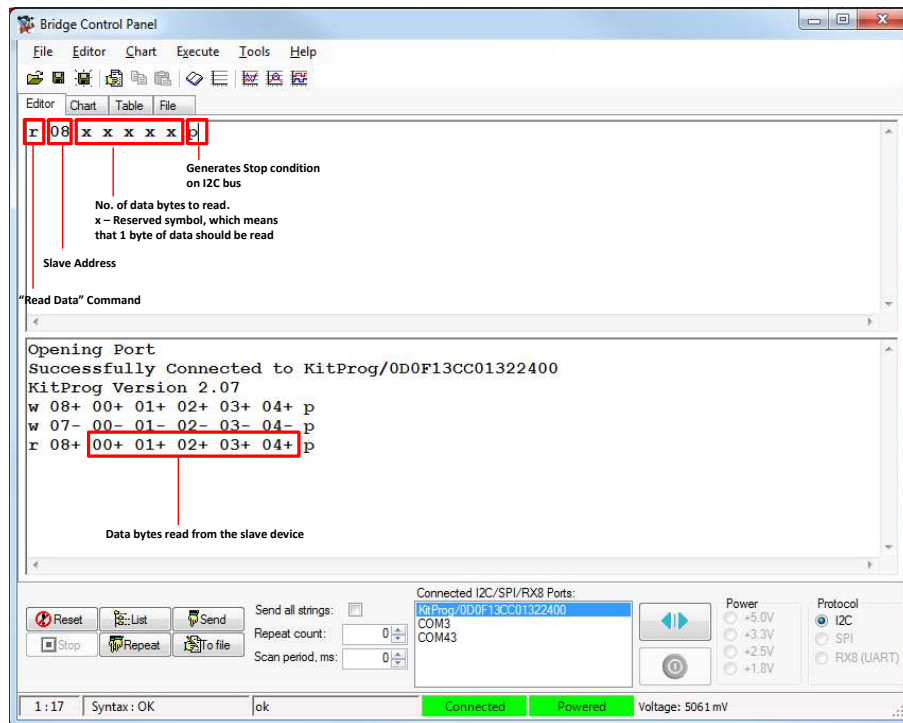 Bridge Control Panel
File Editor Chart Execute Tools Help
Editor Chart Table File
r 08 x x x x x p
Generates Stop condition
on I2C bus
No. of data bytes to read.
x – Reserved symbol, which means
that 1 byte of data should be read
Slave Address
"Read Data" Command
Opening Port
Successfully Connected to KitProg/0D0F13CC01322400
KitProg Version 2.07
w 08+ 00+ 01+ 02+ 03+ 04+ p
w 07- 00- 01- 02- 03- 04- p
r 08+ 00+ 01+ 02+ 03+ 04+ p
Data bytes read from the slave device
Connected I2C/SPI/RX8 Ports:
KitProg/0D0F13CC01322400
COM3
COM43
Reset List Send
Stop Repeat To file
Send all strings:
Repeat count: 0
Scan period, ms: 0
Power
+5.0V
+3.3V
+2.5V
+1.8V
Protocol
I2C
SPI
RX8 (UART)
1:17 Syntax : OK ok Connected Powered Voltage: 5061 mV